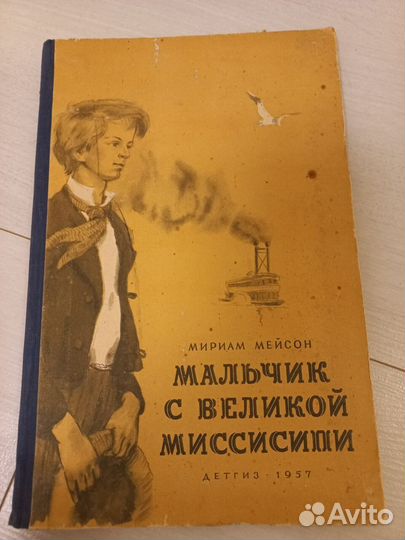 МИРИАМ МЕЙСОН
МАЛЬЧИК
С ВЕЛИКОЙ
МИССИСИПИ
ДЕТГИЗ · 1957
Avito